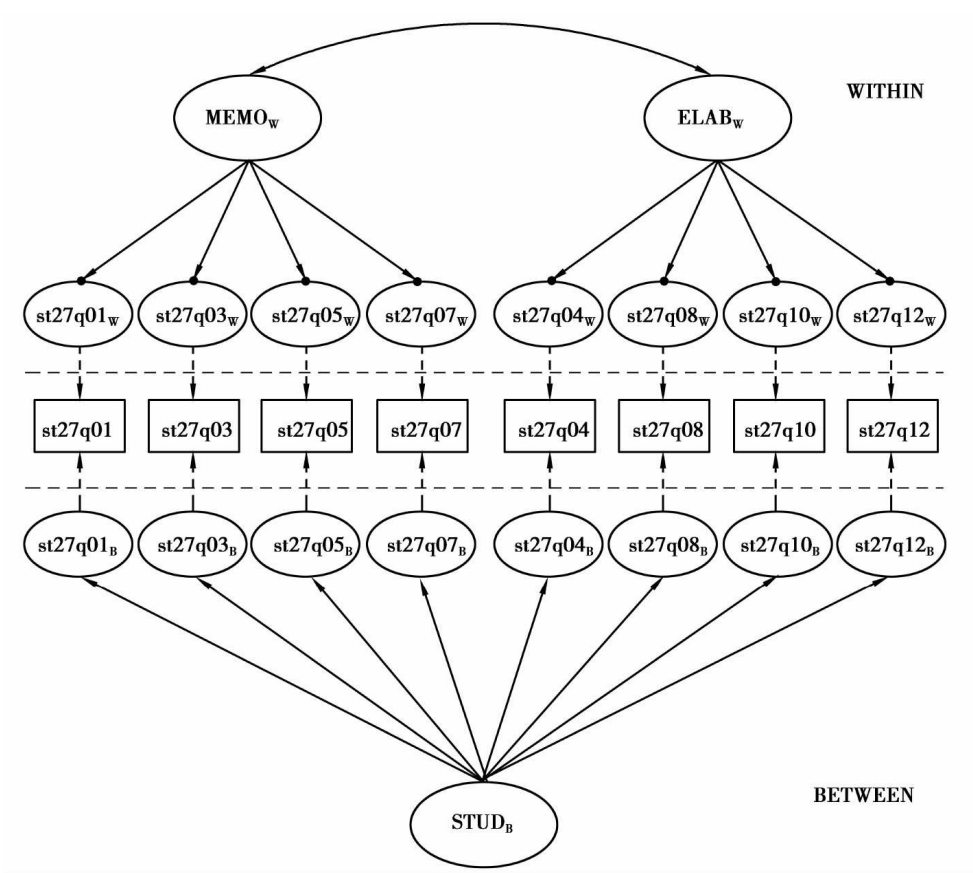 WITHIN
MEMO_W ELAB_W
st27q01_W st27q03_W st27q05_W st27q07_W st27q04_W st27q08_W st27q10_W st27q12_W
st27q01 st27q03 st27q05 st27q07 st27q04 st27q08 st27q10 st27q12
st27q01_B st27q03_B st27q05_B st27q07_B st27q04_B st27q08_B st27q10_B st27q12_B
BETWEEN
STUD_B